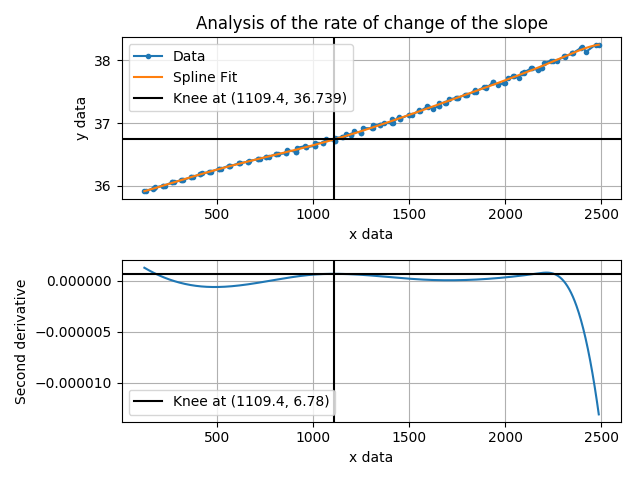 Analysis of the rate of change of the slope
Data
Spline Fit
Knee at (1109.4, 36.739)
38
37
36
y data
500 1000 1500 2000 2500
x data
0.000000
−0.000005
−0.000010
Second derivative
Knee at (1109.4, 6.78)
500 1000 1500 2000 2500
x data